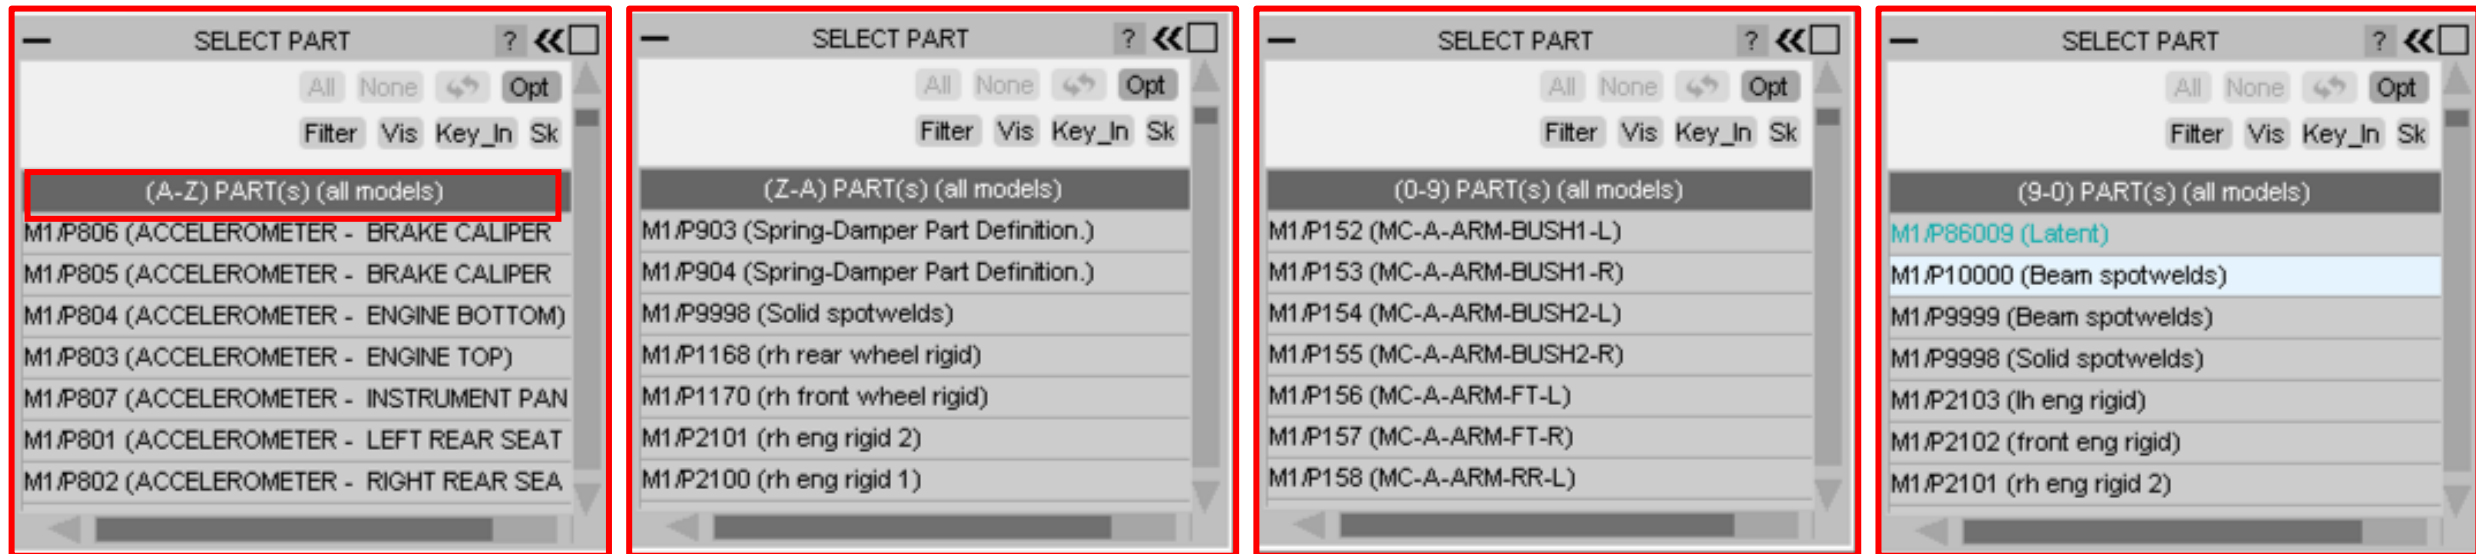 SELECT PART ?
All None Opt
Filter Vis Key_In Sk
(A-Z) PART(s) (all models)
M1/P806 (ACCELEROMETER - BRAKE CALIPER
M1/P805 (ACCELEROMETER - BRAKE CALIPER
M1/P804 (ACCELEROMETER - ENGINE BOTTOM)
M1/P803 (ACCELEROMETER - ENGINE TOP)
M1/P807 (ACCELEROMETER - INSTRUMENT PAN
M1/P801 (ACCELEROMETER - LEFT REAR SEAT
M1/P802 (ACCELEROMETER - RIGHT REAR SEA
SELECT PART ?
All None Opt
Filter Vis Key_In Sk
(Z-A) PART(s) (all models)
M1/P903 (Spring-Damper Part Definition.)
M1/P904 (Spring-Damper Part Definition.)
M1/P9998 (Solid spotwelds)
M1/P1168 (rh rear wheel rigid)
M1/P1170 (rh front wheel rigid)
M1/P2101 (rh eng rigid 2)
M1/P2100 (rh eng rigid 1)
SELECT PART ?
All None Opt
Filter Vis Key_In Sk
(0-9) PART(s) (all models)
M1/P152 (MC-A-ARM-BUSH1-L)
M1/P153 (MC-A-ARM-BUSH1-R)
M1/P154 (MC-A-ARM-BUSH2-L)
M1/P155 (MC-A-ARM-BUSH2-R)
M1/P156 (MC-A-ARM-FT-L)
M1/P157 (MC-A-ARM-FT-R)
M1/P158 (MC-A-ARM-RR-L)
SELECT PART ?
All None Opt
Filter Vis Key_In Sk
(9-0) PART(s) (all models)
M1/P86009 (Latent)
M1/P10000 (Beam spotwelds)
M1/P9999 (Beam spotwelds)
M1/P9998 (Solid spotwelds)
M1/P2103 (lh eng rigid)
M1/P2102 (front eng rigid)
M1/P2101 (rh eng rigid 2)